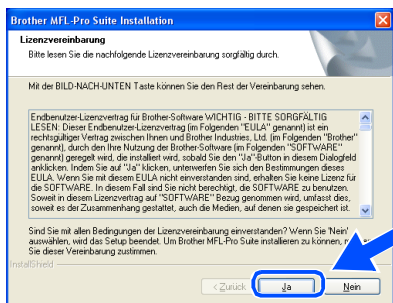 Brother MFL-Pro Suite Installation
Lizenzvereinbarung
Bitte lesen Sie die nachfolgende Lizenzvereinbarung sorgfältig durch.
Mit der BILD-NACH-UNTEN Taste können Sie den Rest der Vereinbarung sehen.
Endbenutzer-Lizenzvertrag für Brother-Software WICHTIG - BITTE SORGFÄLTIG
LESEN: Dieser Endbenutzer-Lizenzvertrag (im Folgenden "EULA" genannt) ist ein
rechtsgültiger Vertrag zwischen Ihnen und Brother Industries, Ltd. (im Folgenden "Brother"
genannt), durch den Ihre Nutzung der Brother-Software (im Folgenden "SOFTWARE"
genannt) geregelt wird, die installiert wird, sobald Sie den "Ja"-Button in diesem Dialogfeld
anklicken. Indem Sie auf "Ja" klicken, unterwerfen Sie sich den Bestimmungen dieses
EULA. Wenn Sie mit diesem EULA nicht einverstanden sind, erhalten Sie keine Lizenz für
die SOFTWARE. In diesem Fall sind Sie nicht berechtigt, die SOFTWARE zu benutzen.
Soweit in diesem Lizenzvertrag auf "SOFTWARE" Bezug genommen wird, umfasst dies,
soweit es der Zusammenhang gestattet, auch die Medien, auf denen sie gespeichert ist.
Sind Sie mit allen Bedingungen der Lizenzvereinbarung einverstanden? Wenn Sie 'Nein'
auswählen, wird das Setup beendet. Um Brother MFL-Pro Suite installieren zu können,
Sie dieser Vereinbarung zustimmen.
InstallShield
< Zurück Ja Nein